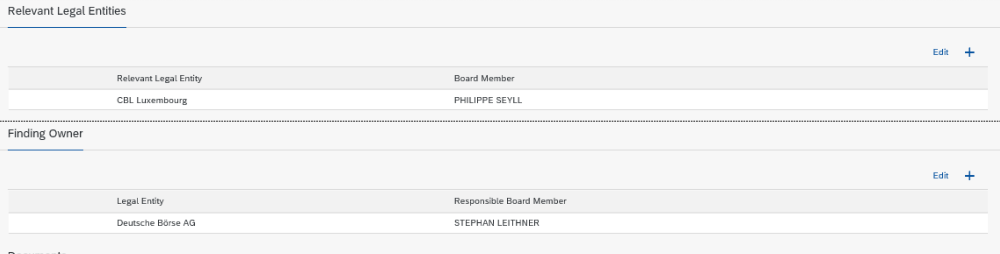 Relevant Legal Entities
Edit +
Relevant Legal Entity Board Member
CBL Luxembourg PHILIPPE SEYLL
Finding Owner
Edit +
Legal Entity Responsible Board Member
Deutsche Börse AG STEPHAN LEITHNER
Documents